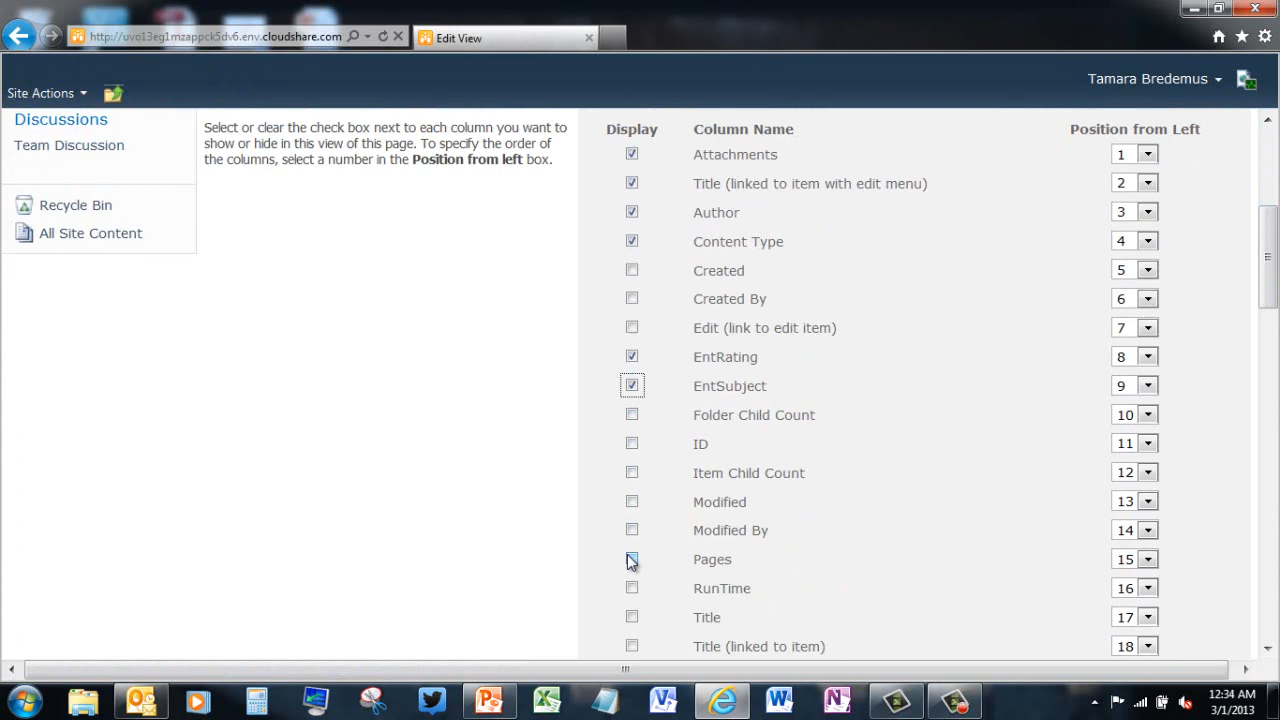 http://uvo13eg1mzappck5dv6.env.cloudshare.com
Edit View
Tamara Bredemus
Site Actions
Discussions
Team Discussion
Recycle Bin
All Site Content
Select or clear the check box next to each column you want to
show or hide in this view of this page. To specify the order of
the columns, select a number in the Position from left box.
Display Column Name Position from Left
Attachments 1
Title (linked to item with edit menu) 2
Author 3
Content Type 4
Created 5
Created By 6
Edit (link to edit item) 7
EntRating 8
EntSubject 9
Folder Child Count 10
ID 11
Item Child Count 12
Modified 13
Modified By 14
Pages 15
RunTime 16
Title 17
Title (linked to item) 18
12:34 AM
3/1/2013